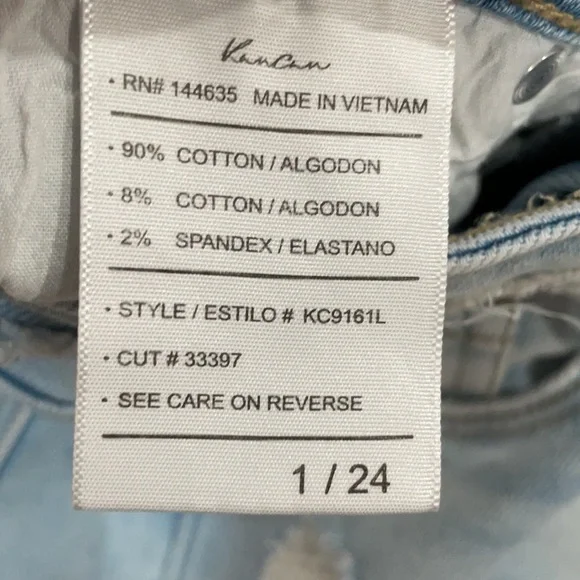 KanCan
• RN# 144635 MADE IN VIETNAM
• 90% COTTON / ALGODON
• 8% COTTON / ALGODON
• 2% SPANDEX / ELASTANO
• STYLE / ESTILO # KC9161L
• CUT # 33397
• SEE CARE ON REVERSE
1 / 24